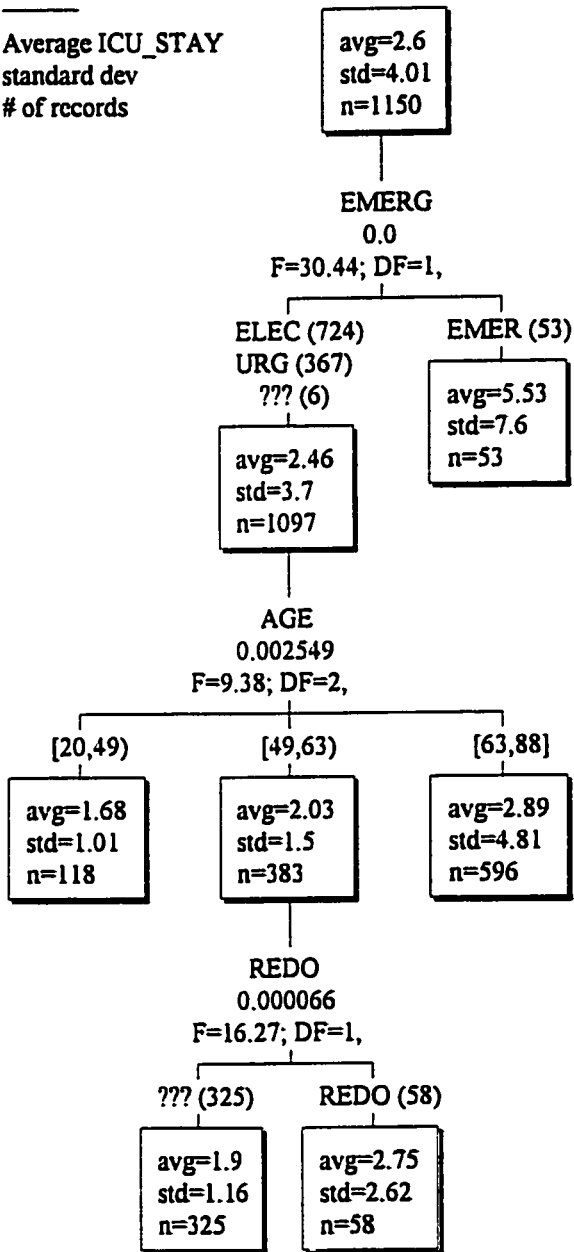 Average ICU_STAY
standard dev
# of records
avg=2.6
std=4.01
n=1150
EMERG
0.0
F=30.44; DF=1,
ELEC (724)
URG (367)
??? (6)
EMER (53)
avg=5.53
std=7.6
n=53
avg=2.46
std=3.7
n=1097
AGE
0.002549
F=9.38; DF=2,
[20,49)
[49,63)
[63,88]
avg=1.68
std=1.01
n=118
avg=2.03
std=1.5
n=383
avg=2.89
std=4.81
n=596
REDO
0.000066
F=16.27; DF=1,
??? (325)
REDO (58)
avg=1.9
std=1.16
n=325
avg=2.75
std=2.62
n=58